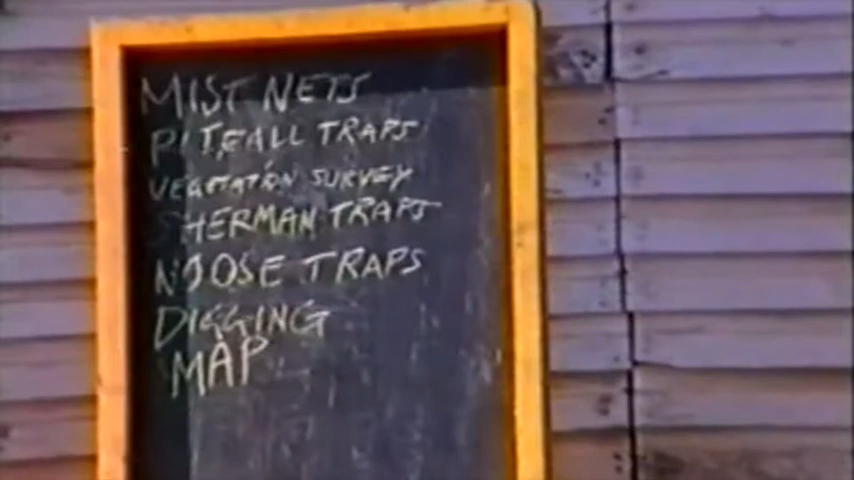 MIST NETS
PITFALL TRAPS
VEGETATION SURVEY
SHERMAN TRAPS
NOOSE TRAPS
DIGGING
MAP